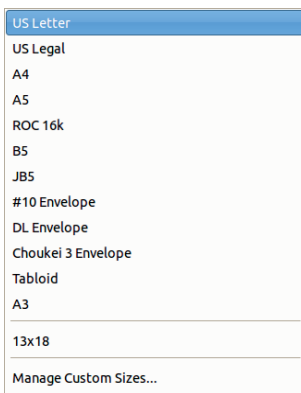 US Letter
US Legal
A4
A5
ROC 16k
B5
JB5
#10 Envelope
DL Envelope
Choukei 3 Envelope
Tabloid
A3
13x18
Manage Custom Sizes...